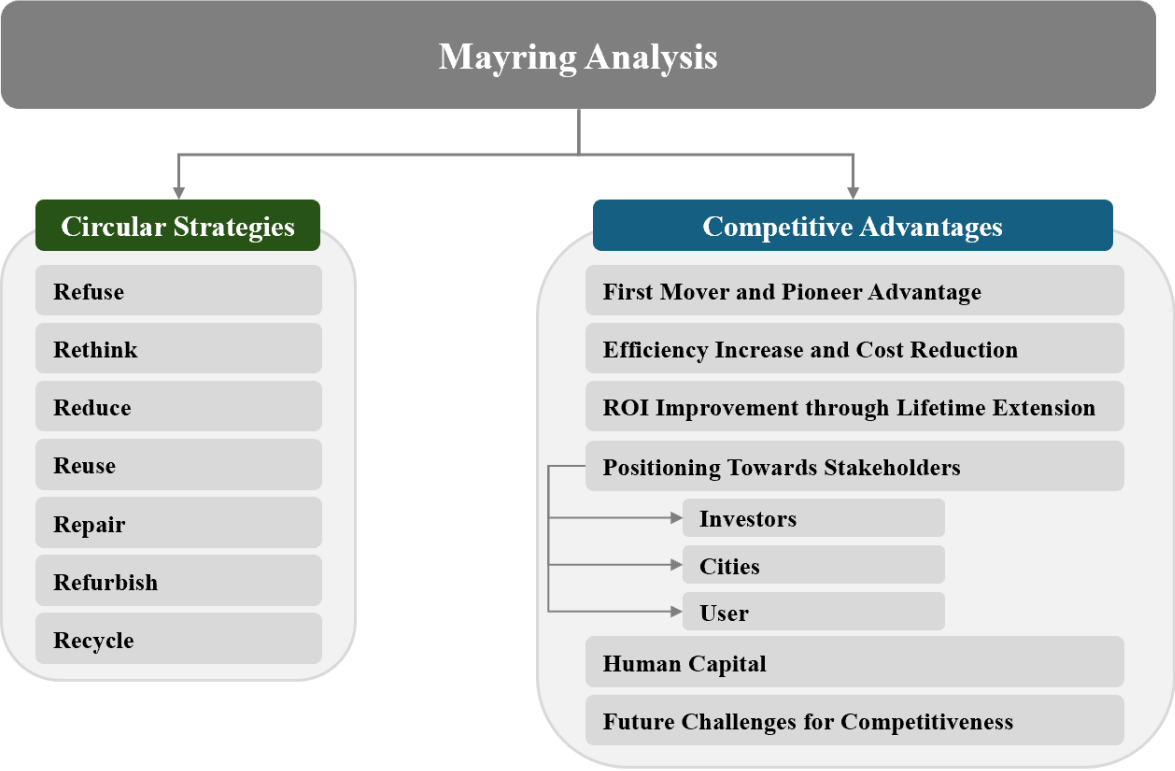 Mayring Analysis
Circular Strategies
Refuse
Rethink
Reduce
Reuse
Repair
Refurbish
Recycle
Competitive Advantages
First Mover and Pioneer Advantage
Efficiency Increase and Cost Reduction
ROI Improvement through Lifetime Extension
Positioning Towards Stakeholders
Investors
Cities
User
Human Capital
Future Challenges for Competitiveness